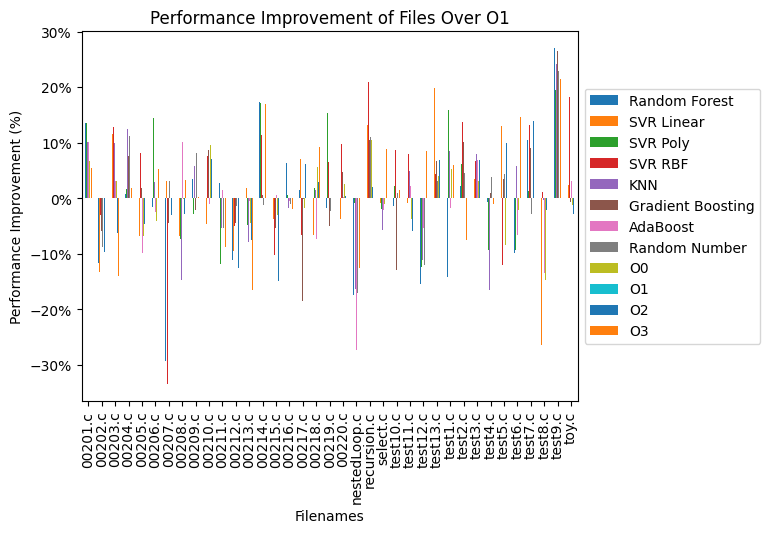 Performance Improvement of Files Over O1
Performance Improvement (%)
30%
20%
10%
0%
−10%
−20%
−30%
00201.c
00202.c
00203.c
00204.c
00205.c
00206.c
00207.c
00208.c
00209.c
00210.c
00211.c
00212.c
00213.c
00214.c
00215.c
00216.c
00217.c
00218.c
00219.c
00220.c
nestedLoop.c
recursion.c
select.c
test10.c
test11.c
test12.c
test13.c
test1.c
test2.c
test3.c
test4.c
test5.c
test6.c
test7.c
test8.c
test9.c
toy.c
Filenames
Random Forest
SVR Linear
SVR Poly
SVR RBF
KNN
Gradient Boosting
AdaBoost
Random Number
O0
O1
O2
O3